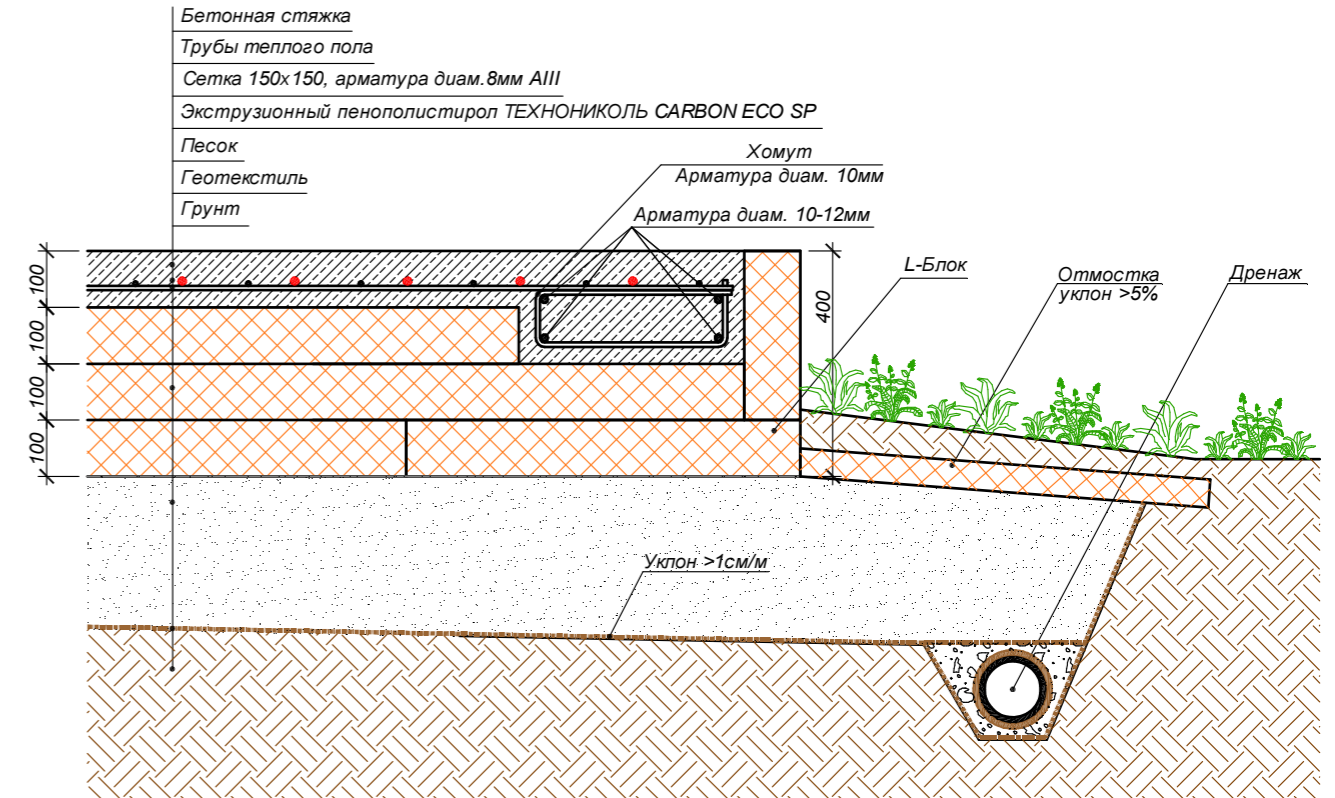 Бетонная стяжка
Трубы теплого пола
Сетка 150х150, арматура диам.8мм АIII
Экструзионный пенополистирол ТЕХНОНИКОЛЬ CARBON ECO SP
Песок
Геотекстиль
Грунт
Хомут
Арматура диам. 10мм
Арматура диам. 10-12мм
L-Блок
Отмостка
уклон >5%
Дренаж
100
100
100
100
400
Уклон >1см/м